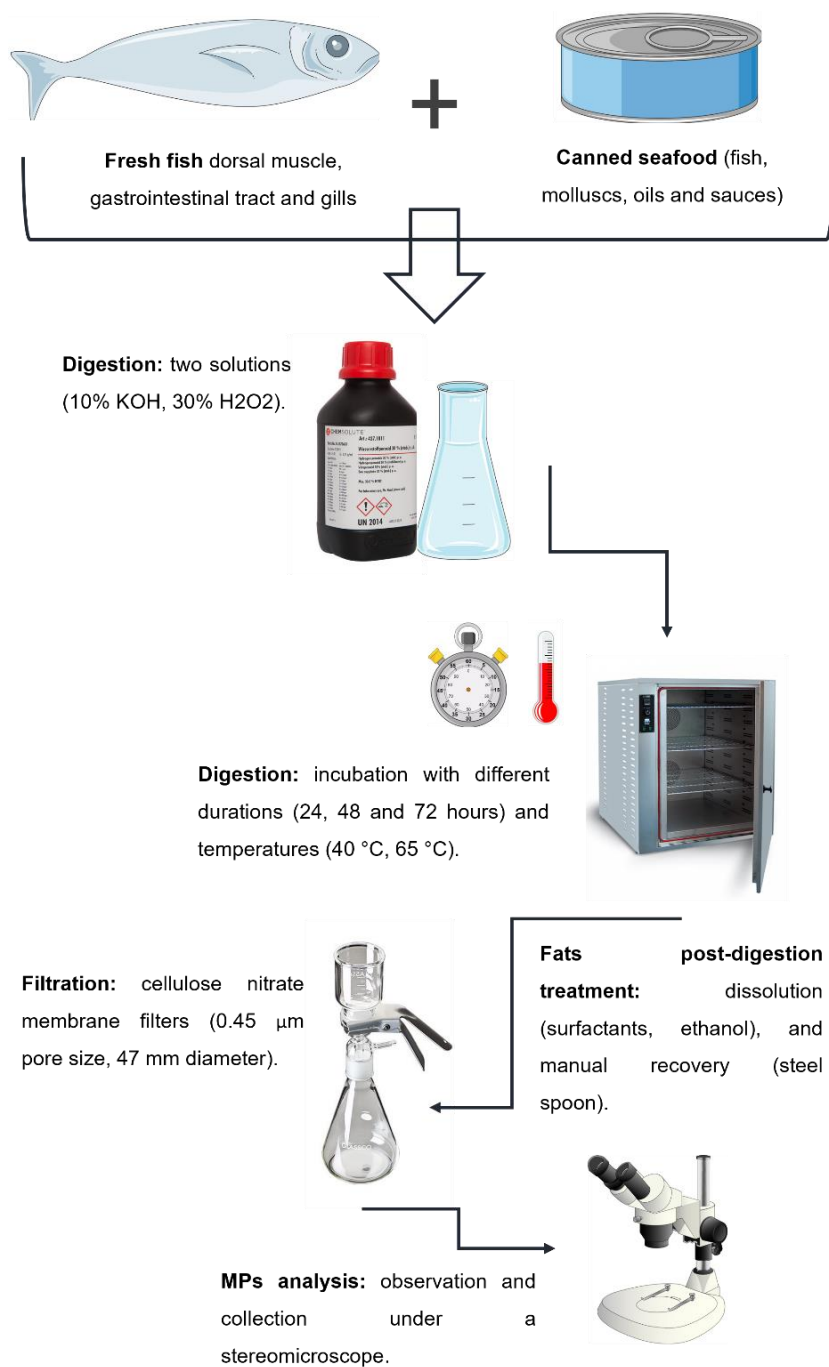 Fresh fish dorsal muscle,
gastrointestinal tract and gills
Canned seafood (fish,
molluscs, oils and sauces)
Digestion: two solutions
(10% KOH, 30% H2O2).
UN 2014
Digestion: incubation with different
durations (24, 48 and 72 hours) and
temperatures (40 °C, 65 °C).
Fats post-digestion
treatment: dissolution
(surfactants, ethanol), and
manual recovery (steel
spoon).
Filtration: cellulose nitrate
membrane filters (0.45 μm
pore size, 47 mm diameter).
MPs analysis: observation and
collection under a
stereomicroscope.